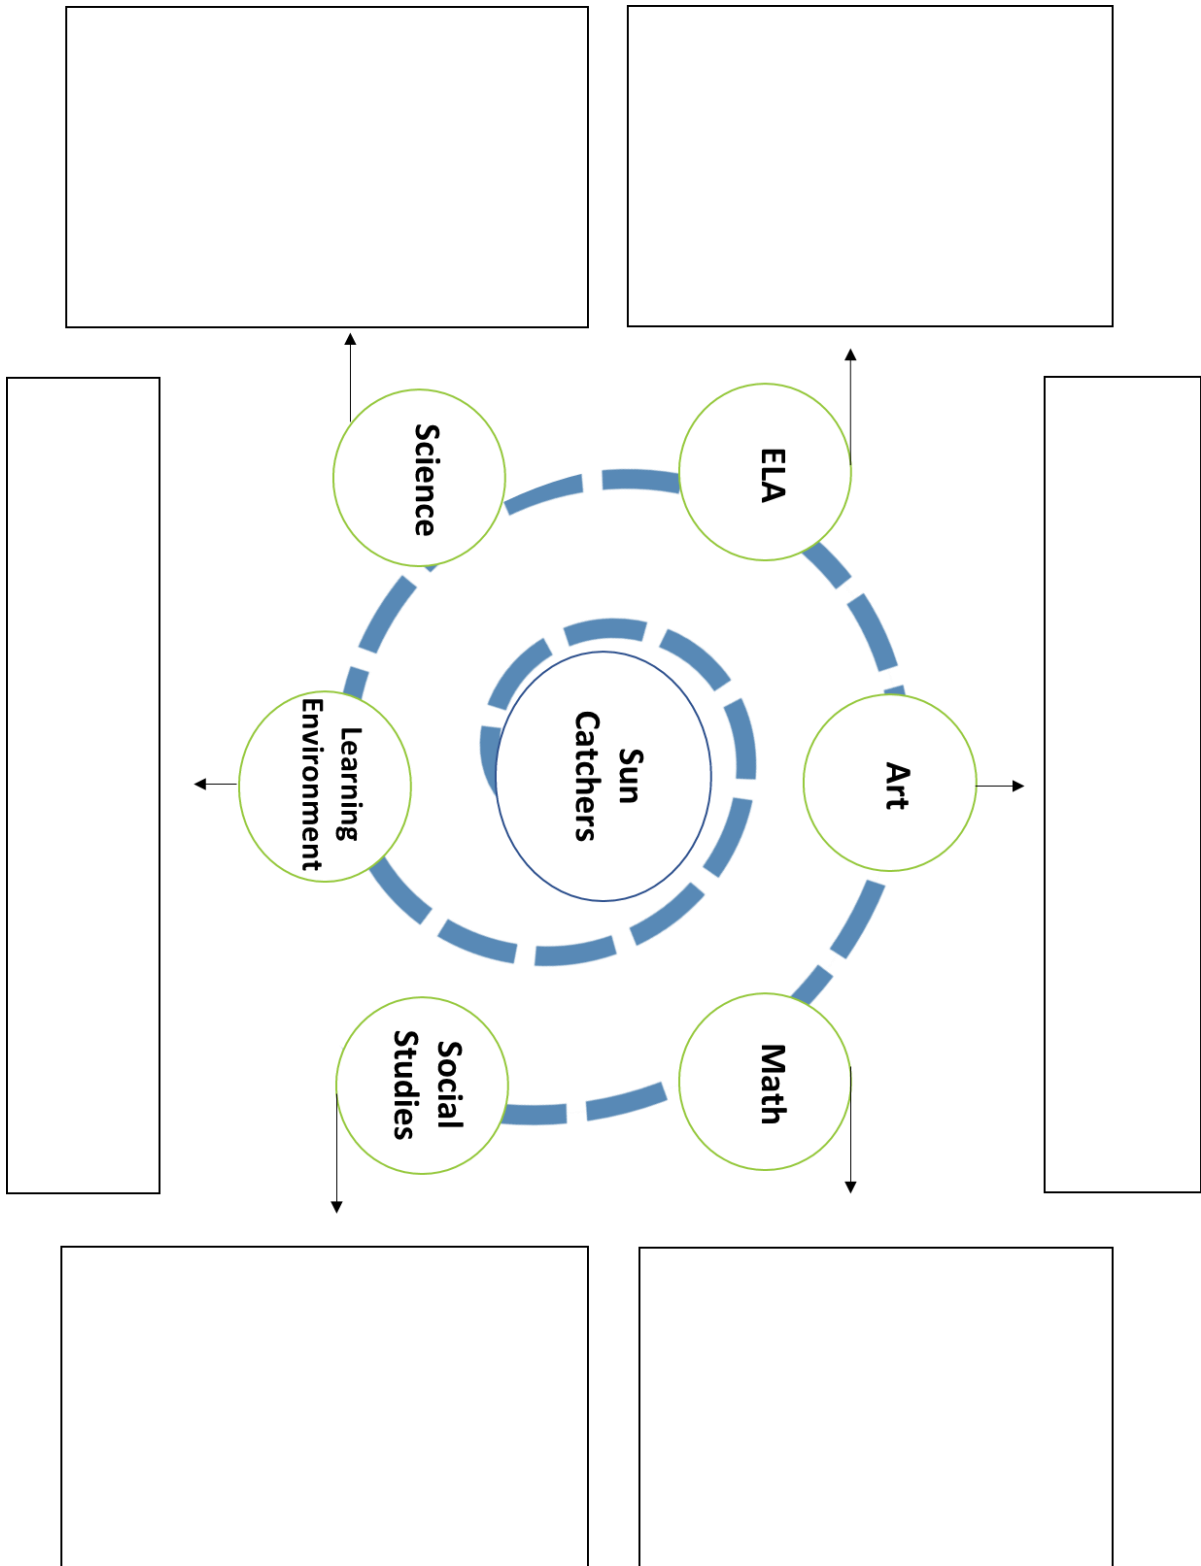 Art
ELA
Math
Sun
Catchers
Science
Social
Studies
Learning
Environment